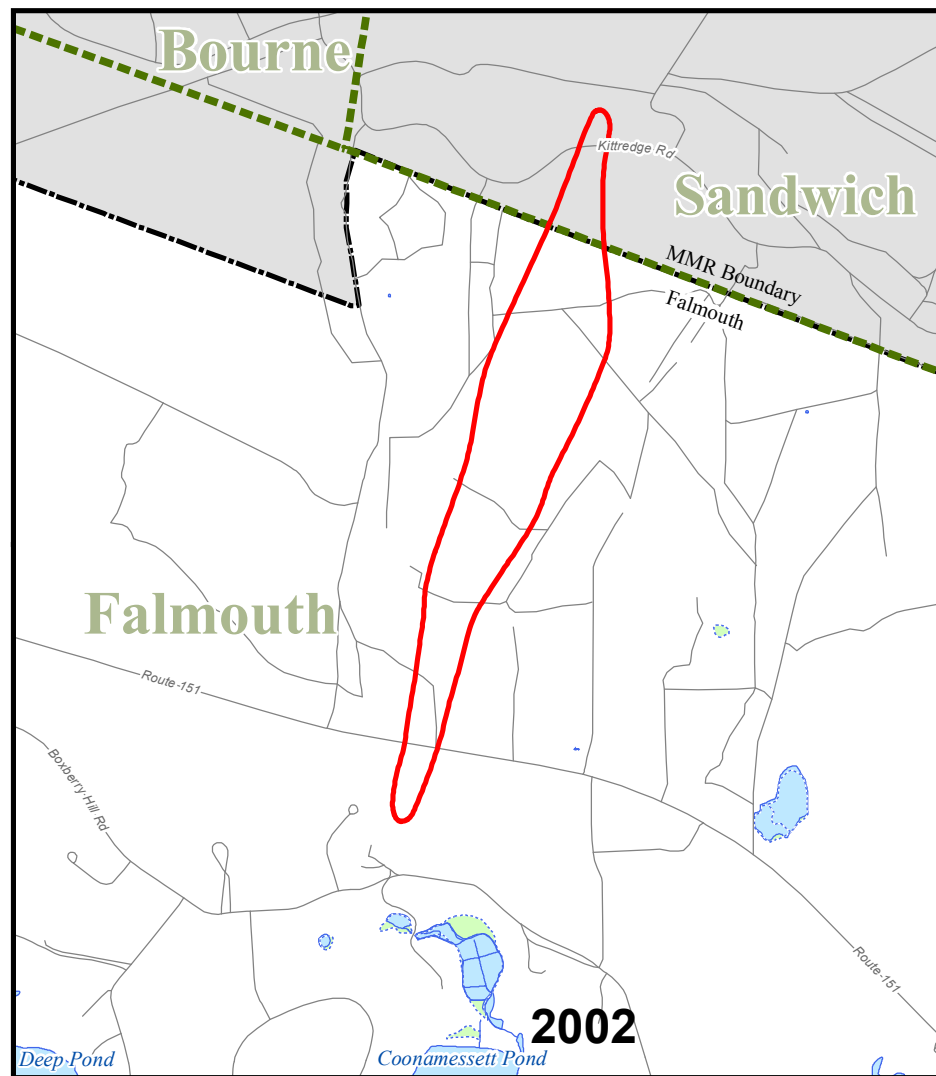 Bourne
Kittredge Rd
Sandwich
MMR Boundary
Falmouth
Falmouth
Route-151
Boxberry-Hill Rd
Route-151
2002
Deep Pond
Coonamessett Pond